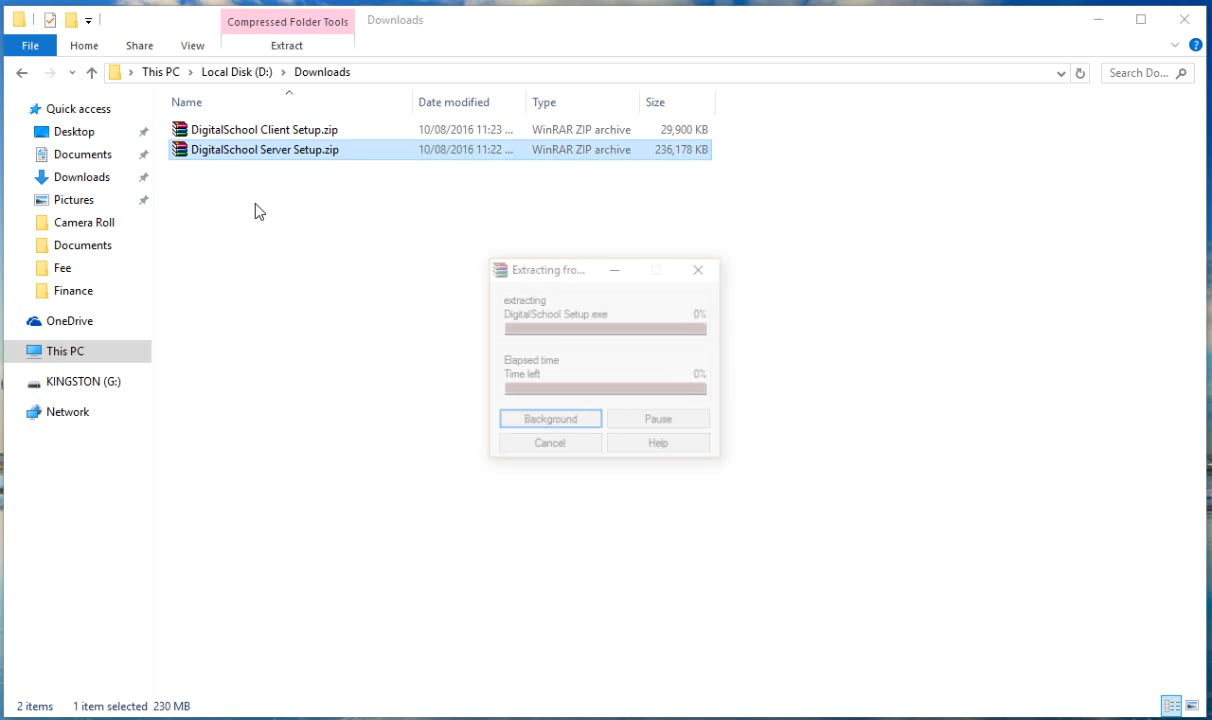 Compressed Folder Tools
Downloads
File
Home
Share
View
Extract
This PC
Local Disk (D:)
Downloads
Search Do...
Name
Date modified
Type
Size
DigitalSchool Client Setup.zip
10/08/2016 11:23 ...
WinRAR ZIP archive
29,900 KB
DigitalSchool Server Setup.zip
10/08/2016 11:22 ...
WinRAR ZIP archive
236,178 KB
Quick access
Desktop
Documents
Downloads
Pictures
Camera Roll
Documents
Fee
Finance
OneDrive
This PC
KINGSTON (G:)
Network
Extracting fro...
extracting
DigitalSchool Setup.exe
0%
Elapsed time
Time left
0%
Background
Pause
Cancel
Help
2 items
1 item selected 230 MB